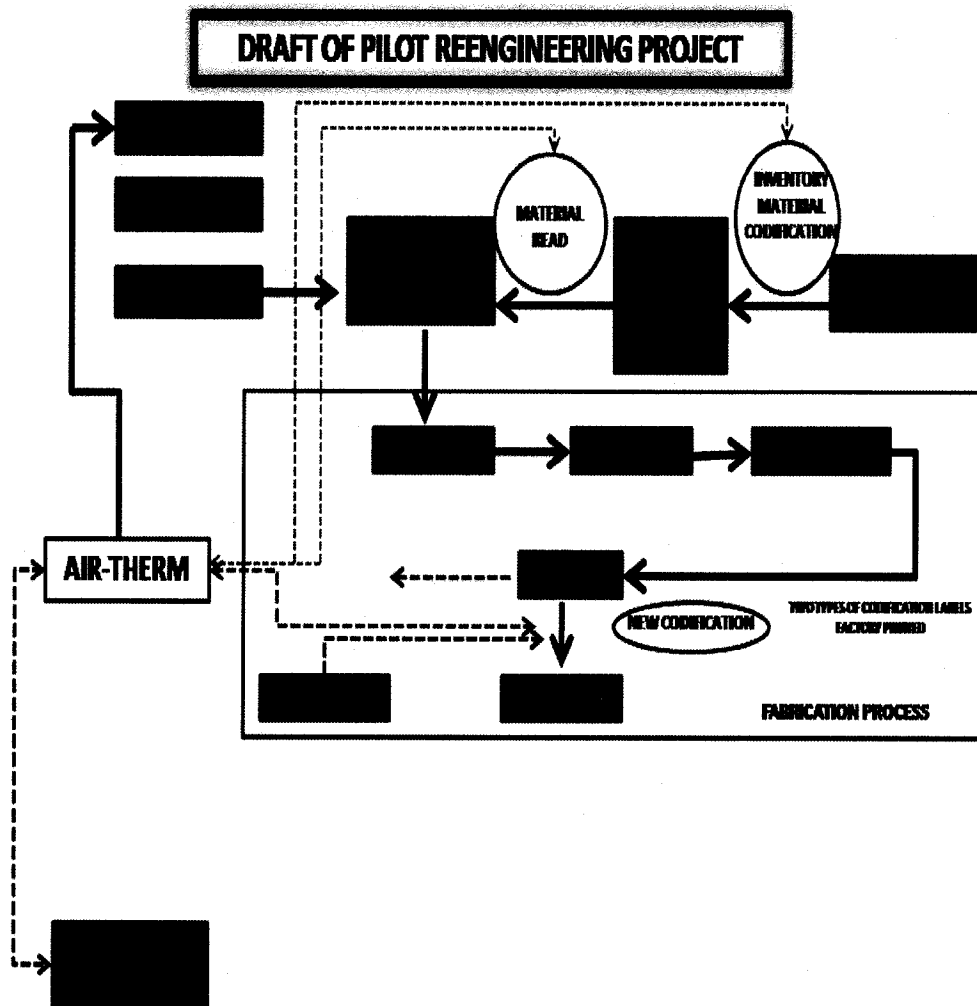 DRAFT OF PILOT REENGINEERING PROJECT
INVENTORY
MATERIAL
CODIFICATION
MATERIAL
READ
AIR-THERM
NEW CODIFICATION
TWO TYPES OF CODIFICATION LABELS
FACTORY PRINTED
FABRICATION PROCESS